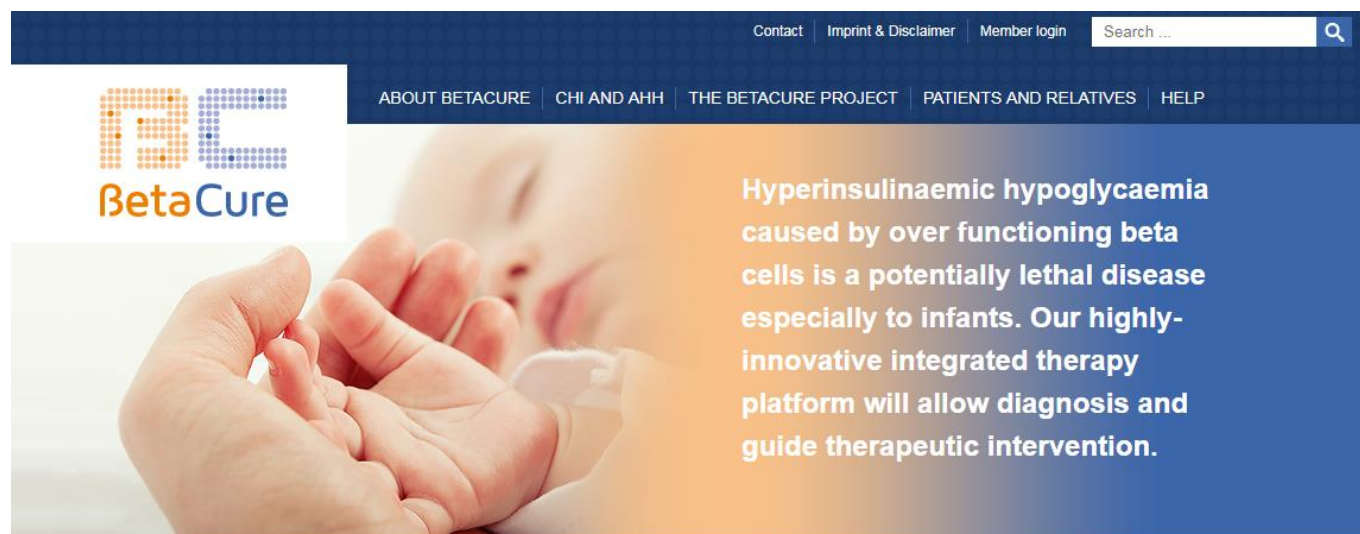 Contact
Imprint & Disclaimer
Member login
Search ...
ABOUT BETACURE
CHI AND AHH
THE BETACURE PROJECT
PATIENTS AND RELATIVES
HELP
BC
ßetaCure
Hyperinsulinaemic hypoglycaemia
caused by over functioning beta
cells is a potentially lethal disease
especially to infants. Our highly-
innovative integrated therapy
platform will allow diagnosis and
guide therapeutic intervention.